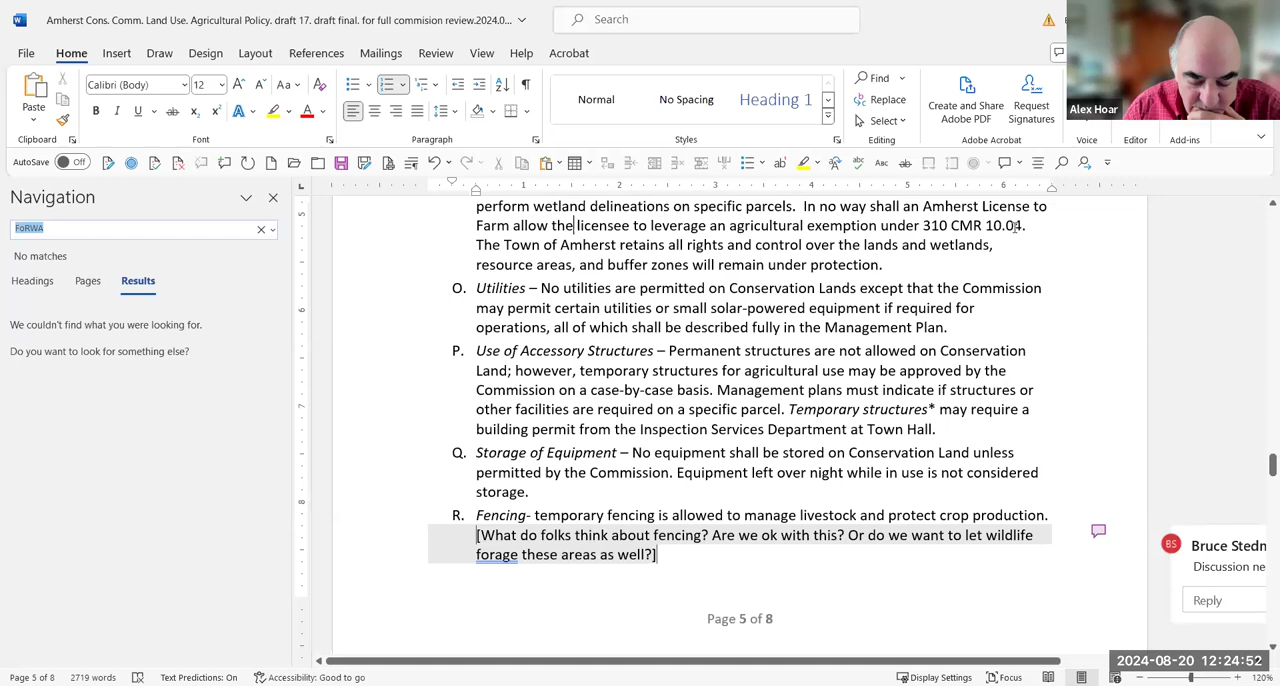 Amherst Cons. Comm. Land Use. Agricultural Policy. draft 17. draft final. for full commision review.2024.0...
Search
File Home Insert Draw Design Layout References Mailings Review View Help Acrobat
Paste
Calibri (Body) 12
Normal No Spacing Heading 1
Find
Replace
Select
Create and Share Adobe PDF
Request Signatures
Alex Hoar
Clipboard Font Paragraph Styles Editing Adobe Acrobat Voice Editor Add-ins
AutoSave Off
Navigation
FoRWA
No matches
Headings Pages Results
We couldn't find what you were looking for.
Do you want to look for something else?
1 2 3 4 5 6
5
6
7
8
perform wetland delineations on specific parcels. In no way shall an Amherst License to
Farm allow the licensee to leverage an agricultural exemption under 310 CMR 10.04.
The Town of Amherst retains all rights and control over the lands and wetlands,
resource areas, and buffer zones will remain under protection.
O. Utilities – No utilities are permitted on Conservation Lands except that the Commission
may permit certain utilities or small solar-powered equipment if required for
operations, all of which shall be described fully in the Management Plan.
P. Use of Accessory Structures – Permanent structures are not allowed on Conservation
Land; however, temporary structures for agricultural use may be approved by the
Commission on a case-by-case basis. Management plans must indicate if structures or
other facilities are required on a specific parcel. Temporary structures* may require a
building permit from the Inspection Services Department at Town Hall.
Q. Storage of Equipment – No equipment shall be stored on Conservation Land unless
permitted by the Commission. Equipment left over night while in use is not considered
storage.
R. Fencing- temporary fencing is allowed to manage livestock and protect crop production.
[What do folks think about fencing? Are we ok with this? Or do we want to let wildlife
forage these areas as well?]
Page 5 of 8
BS Bruce Stedm
Discussion ne
Reply
2024-08-20 12:24:52
Page 5 of 8 2719 words Text Predictions: On Accessibility: Good to go Display Settings Focus 120%